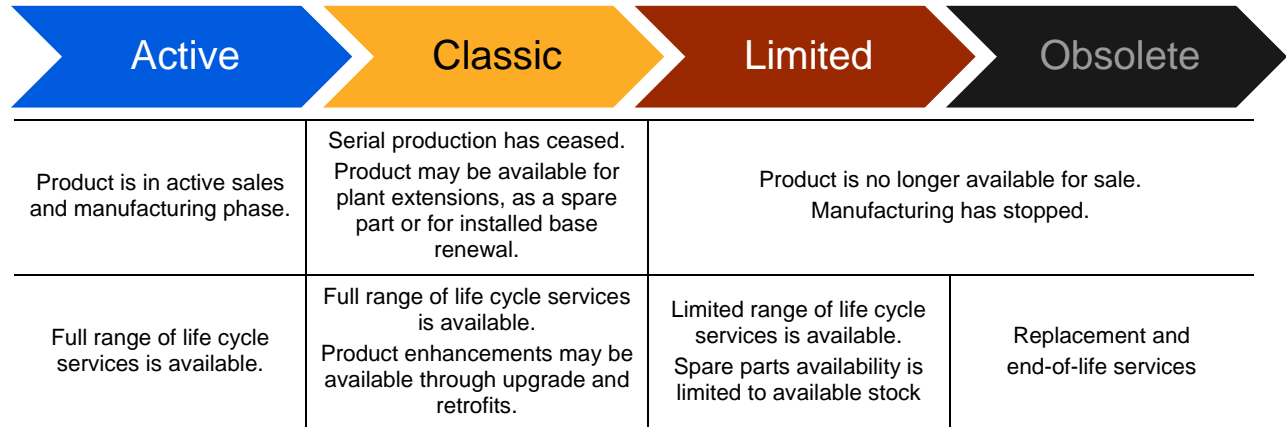 Active
Classic
Limited
Obsolete
Product is in active sales
and manufacturing phase.
Serial production has ceased.
Product may be available for
plant extensions, as a spare
part or for installed base
renewal.
Product is no longer available for sale.
Manufacturing has stopped.
Full range of life cycle
services is available.
Full range of life cycle services
is available.
Product enhancements may be
available through upgrade and
retrofits.
Limited range of life cycle
services is available.
Spare parts availability is
limited to available stock
Replacement and
end-of-life services